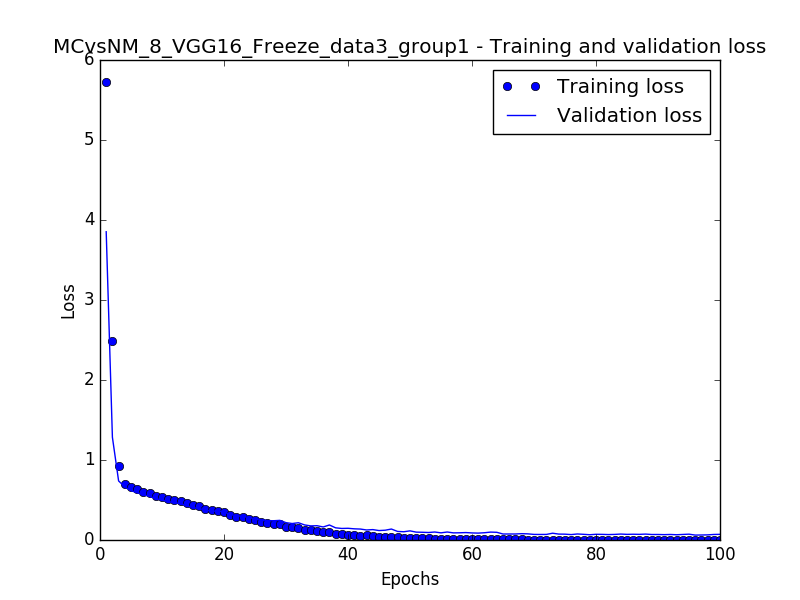 MCvsNM_8_VGG16_Freeze_data3_group1 - Training and validation loss
Training loss
Validation loss
6
5
4
3
2
1
0
Loss
0 20 40 60 80 100
Epochs